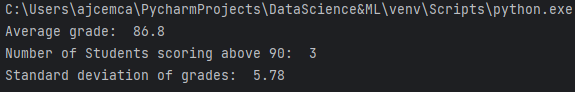 C:\Users\ajcemca\PycharmProjects\DataScience&ML\venv\Scripts\python.exe
Average grade:  86.8
Number of Students scoring above 90:  3
Standard deviation of grades:  5.78